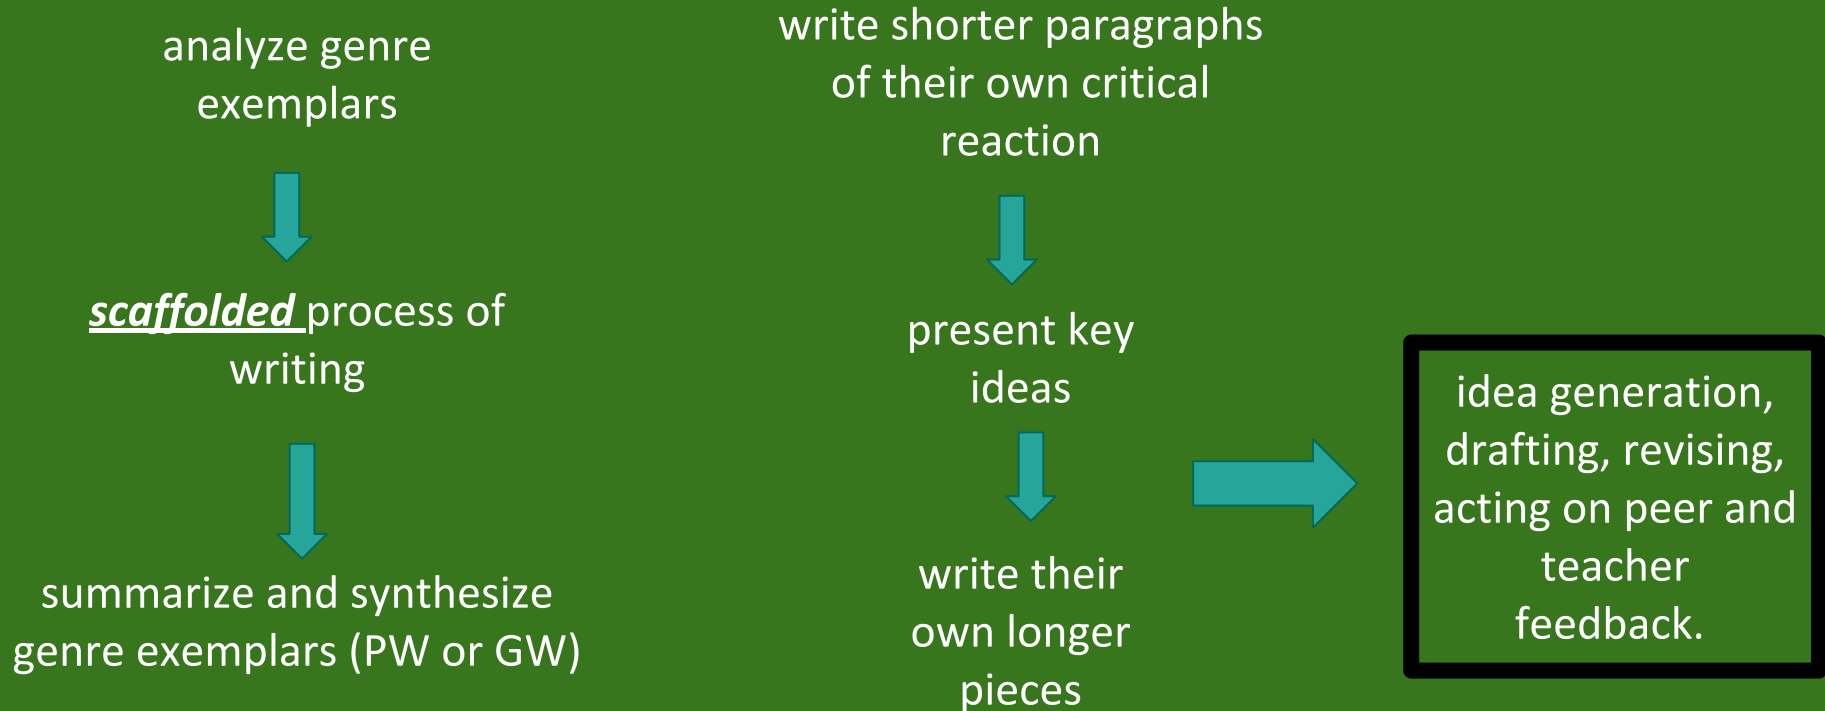 analyze genre
exemplars
scaffolded process of
writing
summarize and synthesize
genre exemplars (PW or GW)
write shorter paragraphs
of their own critical
reaction
present key
ideas
write their
own longer
pieces
idea generation,
drafting, revising,
acting on peer and
teacher
feedback.